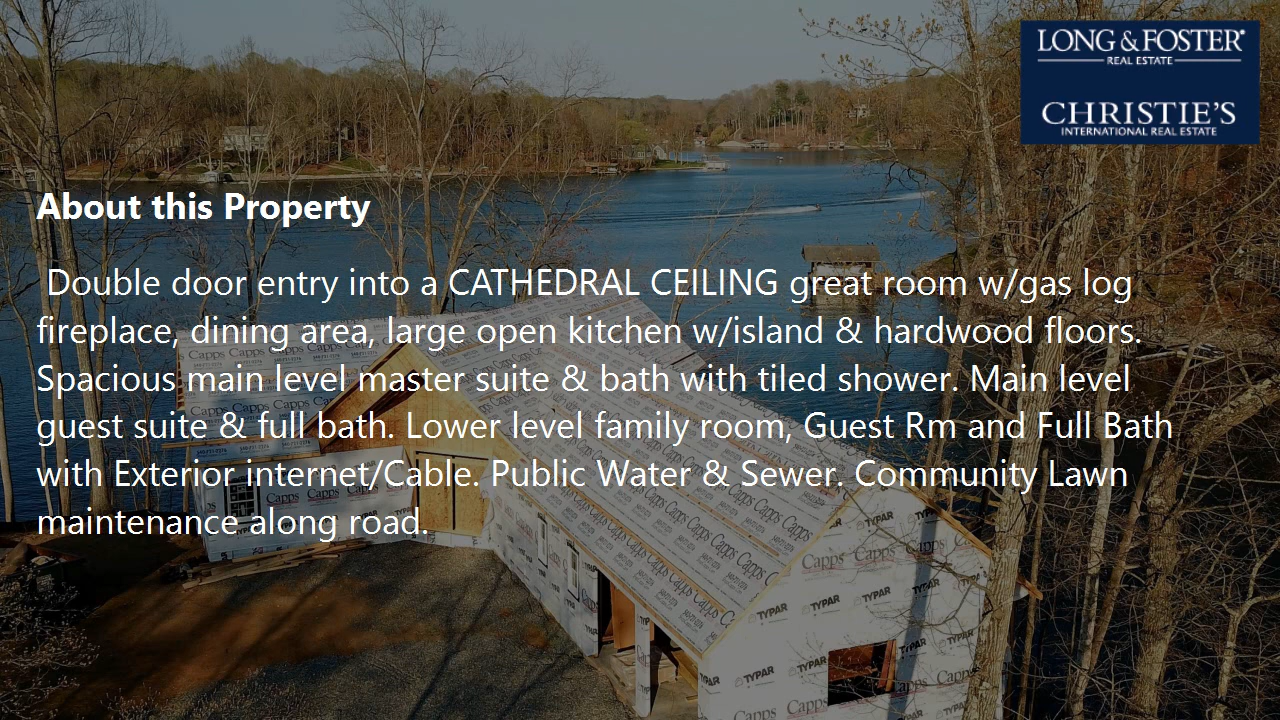 LONG & FOSTER®
REAL ESTATE
CHRISTIE'S
INTERNATIONAL REAL ESTATE
About this Property
Double door entry into a CATHEDRAL CEILING great room w/gas log
fireplace, dining area, large open kitchen w/island & hardwood floors.
Spacious main level master suite & bath with tiled shower. Main level
guest suite & full bath. Lower level family room, Guest Rm and Full Bath
with Exterior internet/Cable. Public Water & Sewer. Community Lawn
maintenance along road.
Capps
TYPAR